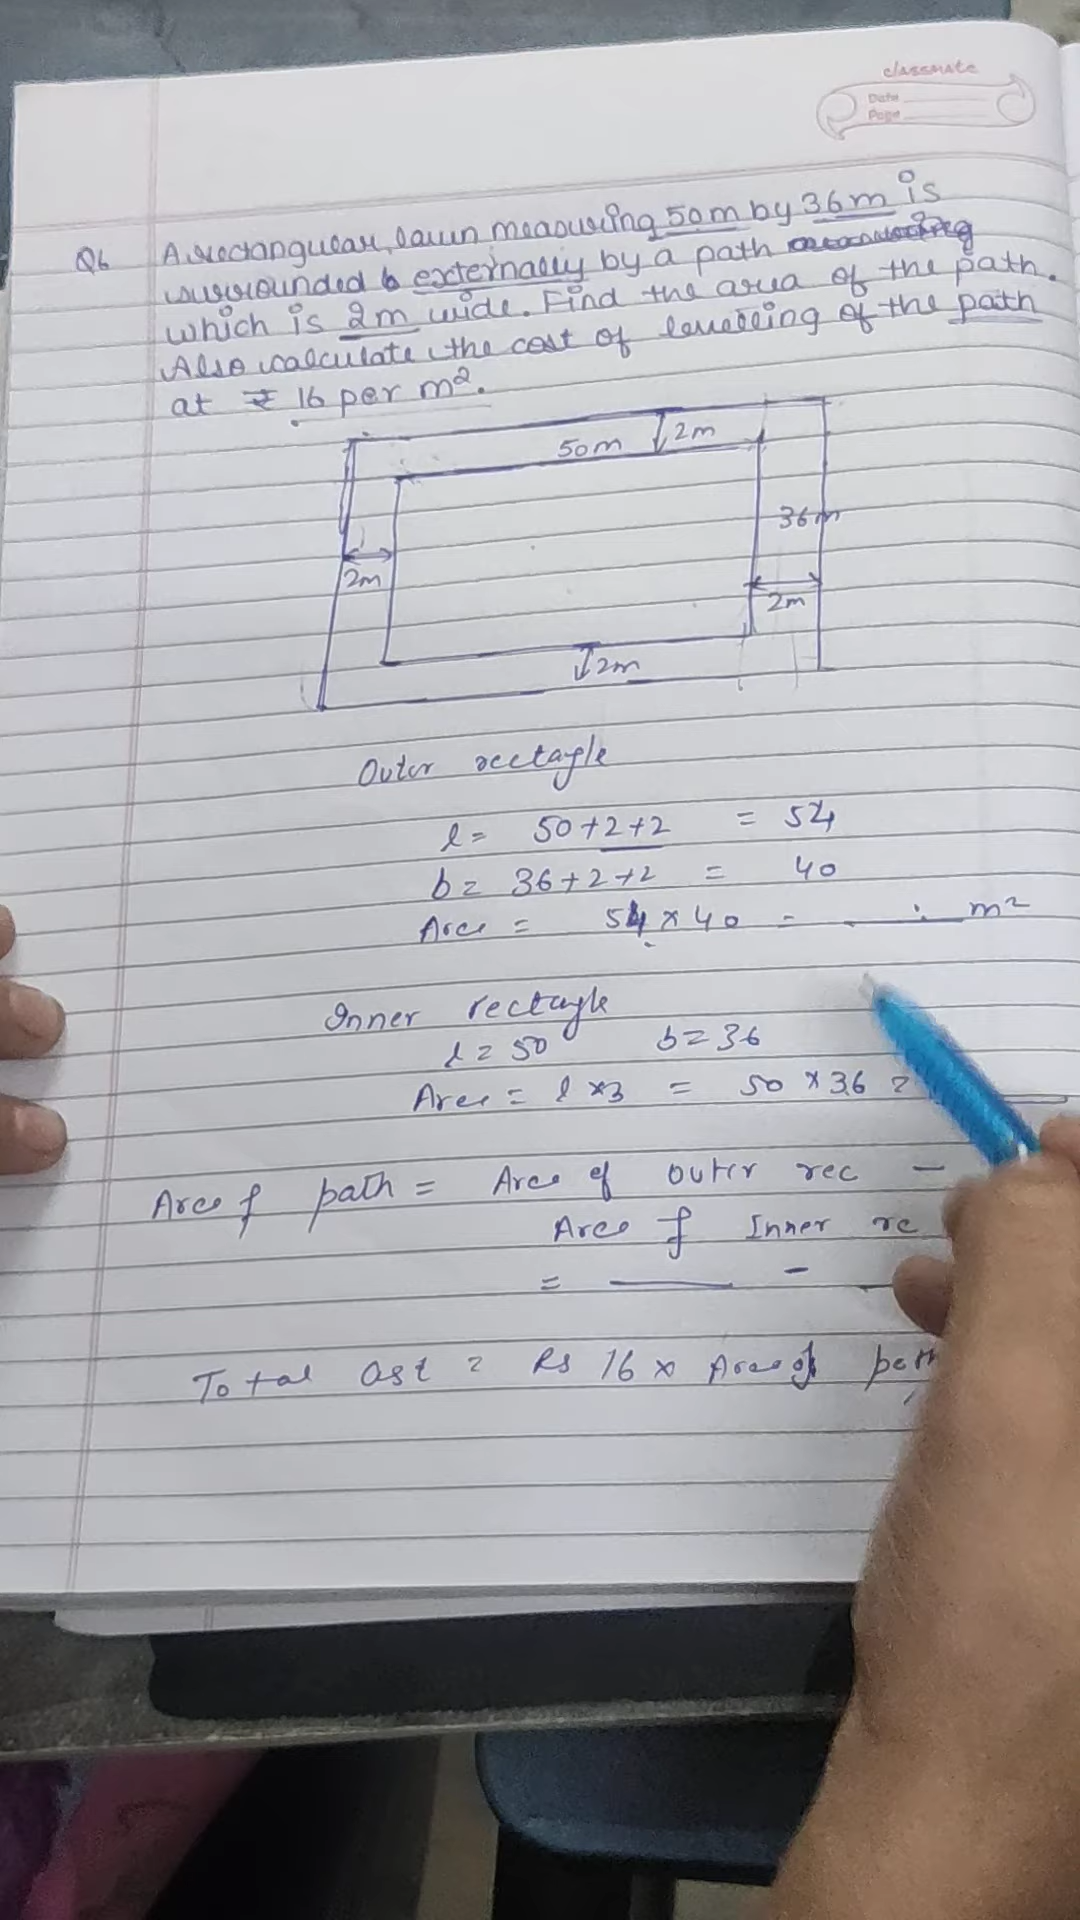 classmate
Date
Page
Q6 A rectangular lawn measuring 50m by 36m is
surrounded externally by a path
which is 2m wide. Find the area of the path.
Also calculate the cost of levelling of the path
at ₹ 16 per m².
50m 2m
36m
2m
2m
2m
Outer rectagle
l = 50+2+2 = 54
b = 36+2+2 = 40
Area = 54 × 40 = m²
Inner rectagle
l = 50 b = 36
Area = l × b = 50 × 36 =
Area of path = Area of outer rec -
Area of Inner re
= -
Total cost = Rs 16 × Area of path